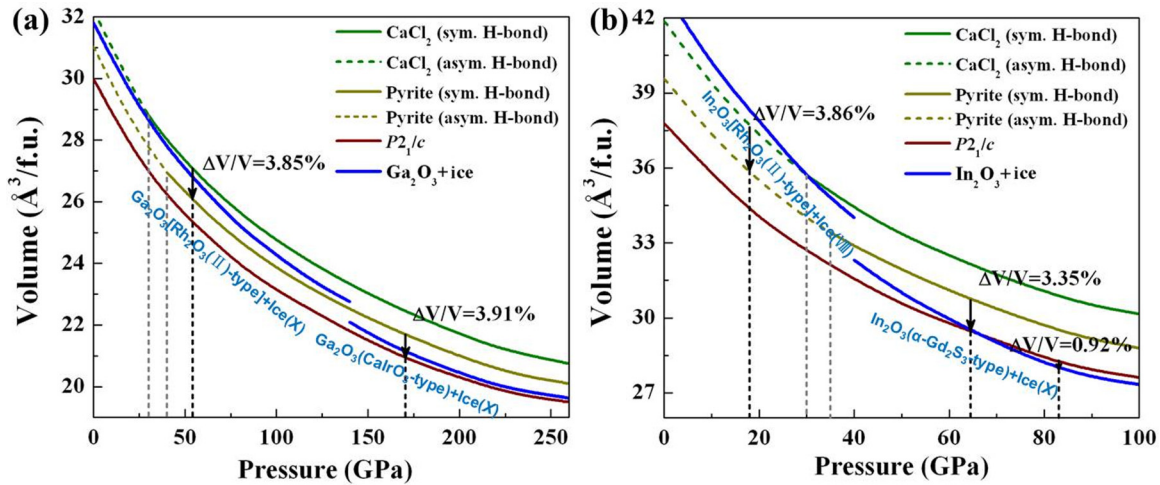 (a)
Volume (Å³/f.u.)
32
30
28
26
24
22
20
CaCl₂ (sym. H-bond)
CaCl₂ (asym. H-bond)
Pyrite (sym. H-bond)
Pyrite (asym. H-bond)
P2₁/c
Ga₂O₃+ice
ΔV/V=3.85%
ΔV/V=3.91%
Ga₂O₃[Rh₂O₃(Ⅱ)-type]+Ice(X)
Ga₂O₃(CaIrO₃-type)+Ice(X)
0 50 100 150 200 250
Pressure (GPa)
(b)
Volume (Å³/f.u.)
42
39
36
33
30
27
CaCl₂ (sym. H-bond)
CaCl₂ (asym. H-bond)
Pyrite (sym. H-bond)
Pyrite (asym. H-bond)
P2₁/c
In₂O₃+ice
ΔV/V=3.86%
ΔV/V=3.35%
ΔV/V=0.92%
In₂O₃[Rh₂O₃(Ⅱ)-type]+Ice(Ⅷ)
In₂O₃(α-Gd₂S₃-type)+Ice(X)
0 20 40 60 80 100
Pressure (GPa)